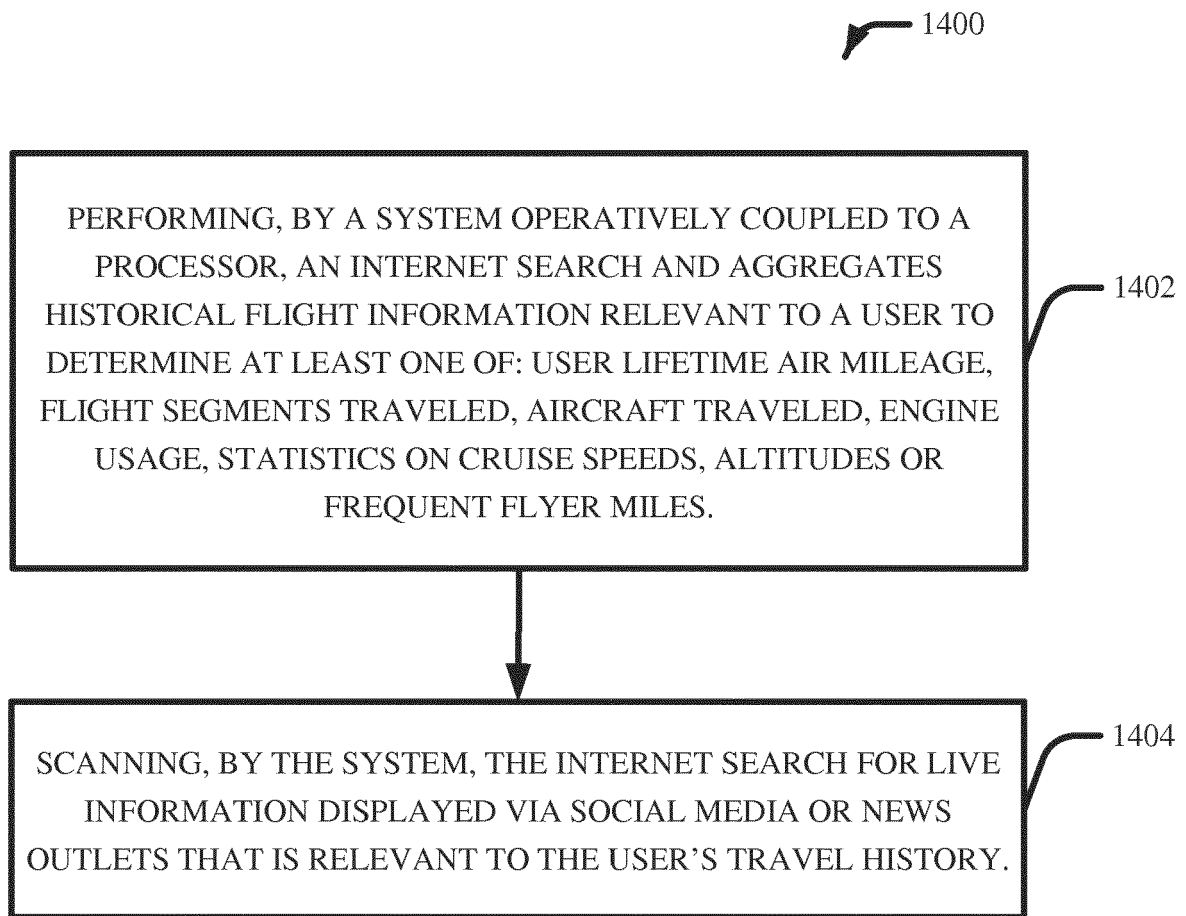 1400
PERFORMING, BY A SYSTEM OPERATIVELY COUPLED TO A
PROCESSOR, AN INTERNET SEARCH AND AGGREGATES
HISTORICAL FLIGHT INFORMATION RELEVANT TO A USER TO
DETERMINE AT LEAST ONE OF: USER LIFETIME AIR MILEAGE,
FLIGHT SEGMENTS TRAVELED, AIRCRAFT TRAVELED, ENGINE
USAGE, STATISTICS ON CRUISE SPEEDS, ALTITUDES OR
FREQUENT FLYER MILES.
1402
SCANNING, BY THE SYSTEM, THE INTERNET SEARCH FOR LIVE
INFORMATION DISPLAYED VIA SOCIAL MEDIA OR NEWS
OUTLETS THAT IS RELEVANT TO THE USER'S TRAVEL HISTORY.
1404